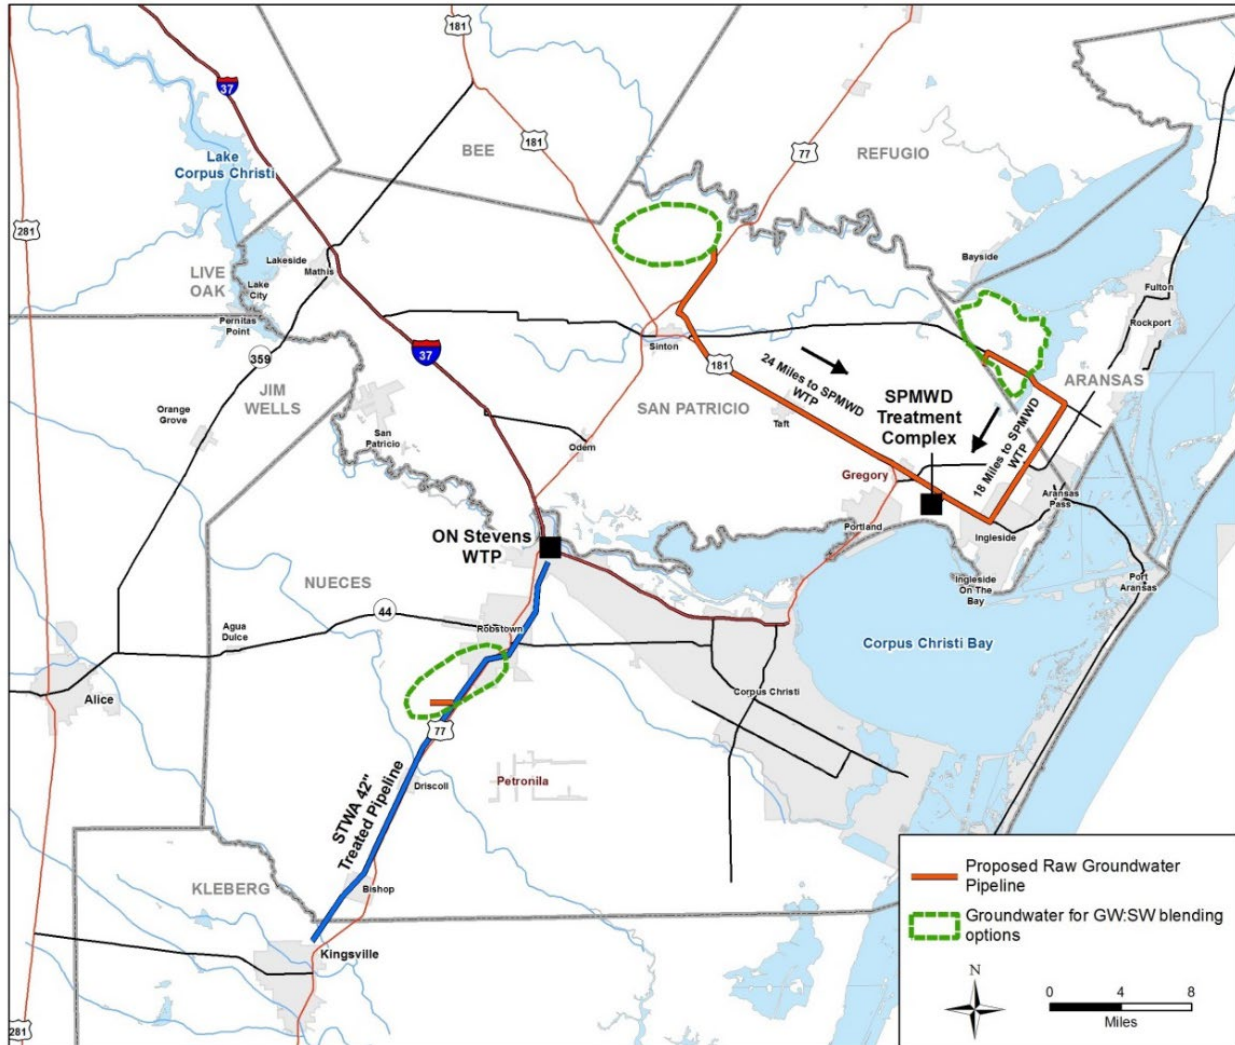 181
37
77
REFUGIO
BEE
181
Lake
Corpus Christi
281
LIVE
OAK
Lakeside
Mathis
Lake
City
Pernitas
Point
Bayside
Fulton
Rockport
Sinton
359
37
181
24 Miles to SPMWD
WTP
ARANSAS
JIM
WELLS
SAN PATRICIO
SPMWD
Treatment
Complex
18 Miles to SPMWD
WTP
Orange
Grove
San
Patricio
Odem
Taft
Gregory
Aransas
Pass
Portland
Ingleside
ON Stevens
WTP
Ingleside
On The
Bay
Port
Aransas
NUECES
44
Agua
Dulce
Robstown
Corpus Christi Bay
Alice
Corpus Christi
77
Driscoll
Petronila
STWA 42"
Treated Pipeline
KLEBERG
Bishop
Kingsville
281
Proposed Raw Groundwater
Pipeline
Groundwater for GW:SW blending
options
N
0 4 8
Miles